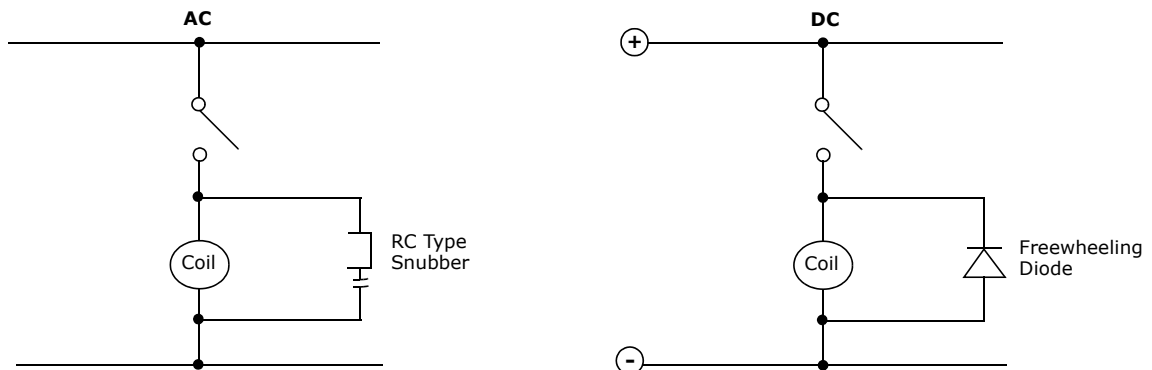 AC
DC
+
Coil
RC Type
Snubber
Coil
Freewheeling
Diode
-